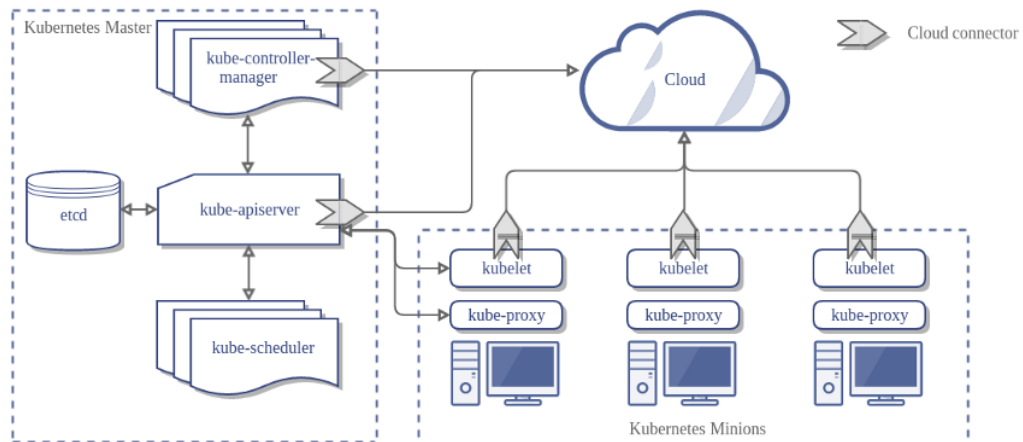 Kubernetes Master
kube-controller-
manager
Cloud
Cloud connector
etcd
kube-apiserver
kubelet
kubelet
kubelet
kube-proxy
kube-proxy
kube-proxy
kube-scheduler
Kubernetes Minions